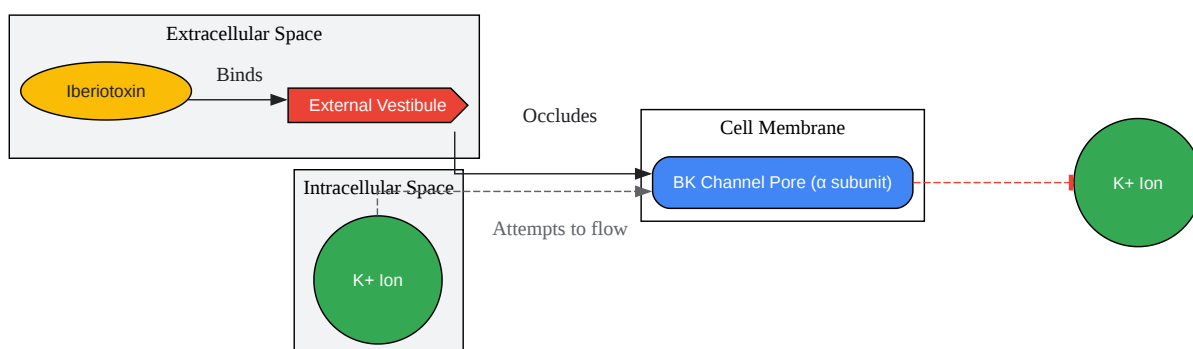 Extracellular Space
Iberiotoxin
Binds
External Vestibule
Occludes
Cell Membrane
BK Channel Pore (α subunit)
K+ Ion
Intracellular Space
Attempts to flow
K+ Ion